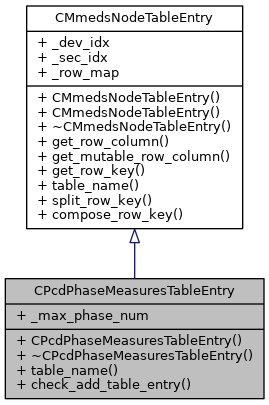 CMmedsNodeTableEntry
+ _dev_idx
+ _sec_idx
+ _row_map
+ CMmedsNodeTableEntry()
+ CMmedsNodeTableEntry()
+ ~CMmedsNodeTableEntry()
+ get_row_column()
+ get_mutable_row_column()
+ get_row_key()
+ table_name()
+ split_row_key()
+ compose_row_key()
CPcdPhaseMeasuresTableEntry
+ _max_phase_num
+ CPcdPhaseMeasuresTableEntry()
+ ~CPcdPhaseMeasuresTableEntry()
+ table_name()
+ check_add_table_entry()